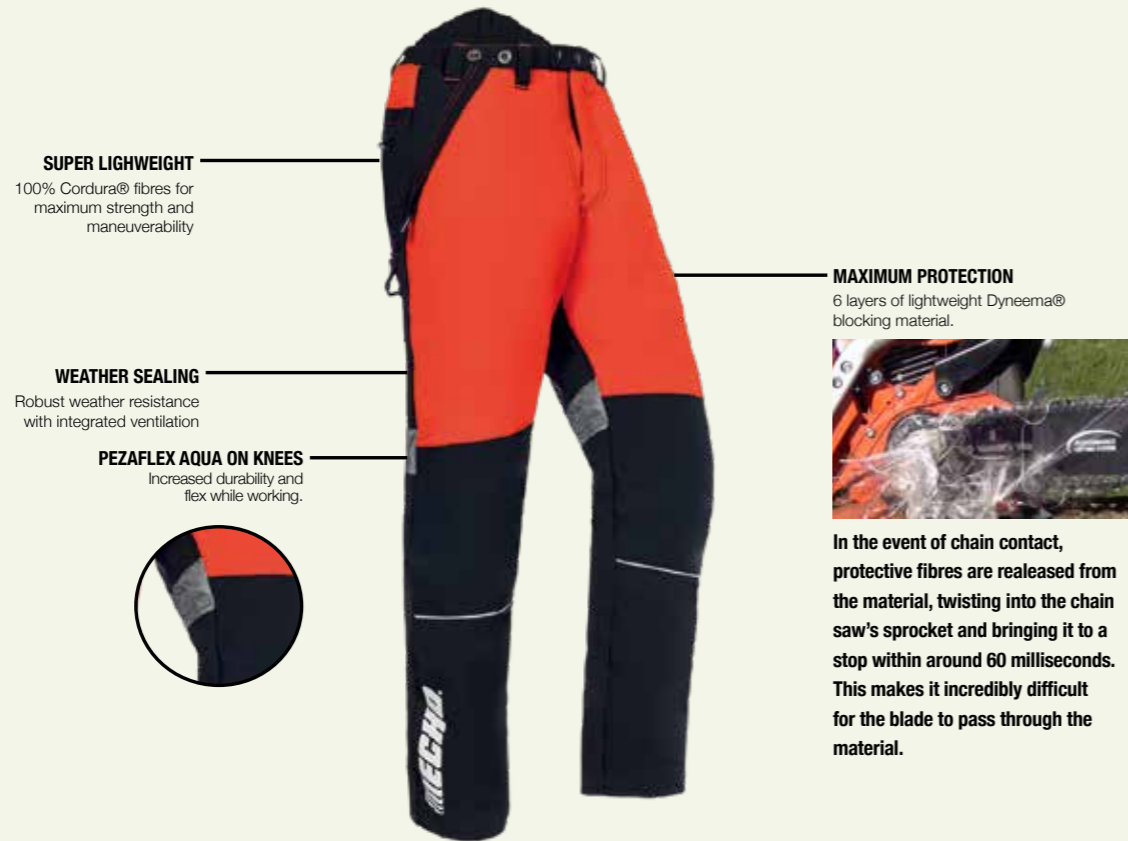 SUPER LIGHWEIGHT
100% Cordura® fibres for
maximum strength and
maneuverability
WEATHER SEALING
Robust weather resistance
with integrated ventilation
PEZAFLEX AQUA ON KNEES
Increased durability and
flex while working.
ECHO
MAXIMUM PROTECTION
6 layers of lightweight Dyneema®
blocking material.
In the event of chain contact,
protective fibres are realeased from
the material, twisting into the chain
saw's sprocket and bringing it to a
stop within around 60 milliseconds.
This makes it incredibly difficult
for the blade to pass through the
material.